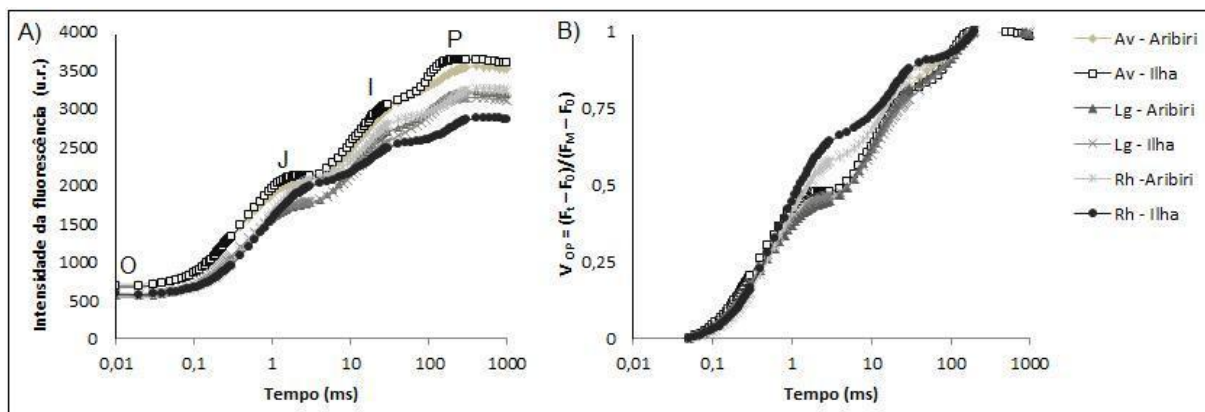 A)
Intensidade da fluorescência (u.r.)
4000
3500
3000
2500
2000
1500
1000
500
0
O
J
I
P
0,01
0,1
1
10
100
1000
Tempo (ms)
B)
V OP = (Ft – F0)/(FM – F0)
1
0,75
0,5
0,25
0
0,01
0,1
1
10
100
1000
Tempo (ms)
Av - Aribiri
Av - Ilha
Lg - Aribiri
Lg - Ilha
Rh -Aribiri
Rh - Ilha